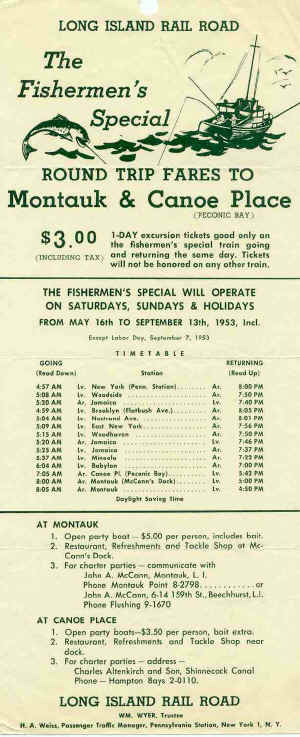 LONG ISLAND RAIL ROAD
The
Fishermen's
Special
ROUND TRIP FARES TO
Montauk & Canoe Place
(PECONIC BAY)
$3.00
(INCLUDING TAX)
1-DAY excursion tickets good only on
the fishermen's special train going
and returning the same day. Tickets
will not be honored on any other train.
THE FISHERMEN'S SPECIAL WILL OPERATE
ON SATURDAYS, SUNDAYS & HOLIDAYS
FROM MAY 16th TO SEPTEMBER 13th, 1953, Incl.
Except Labor Day, September 7, 1953
TIMETABLE
GOING RETURNING
(Read Down) Station (Read Up)
4:57 AM Lv. New York (Penn. Station) Ar. 8:00 PM
5:08 AM Lv. Woodside Ar. 7:50 PM
5:20 AM Ar. Jamaica Lv. 7:40 PM
4:59 AM Lv. Brooklyn (Flatbush Ave.) Ar. 8:05 PM
5:04 AM Lv. Nostrand Ave. Ar. 8:01 PM
5:09 AM Lv. East New York Ar. 7:56 PM
5:15 AM Lv. Woodhaven Ar. 7:50 PM
5:20 AM Ar. Jamaica Lv. 7:46 PM
5:25 AM Lv. Jamaica Ar. 7:37 PM
5:37 AM Lv. Mineola Ar. 7:22 PM
6:04 AM Lv. Babylon Ar. 7:00 PM
7:05 AM Ar. Canoe Pl. (Peconic Bay) Lv. 5:42 PM
8:00 AM Ar. Montauk (McCann's Dock) Lv. 5:00 PM
8:05 AM Ar. Montauk Lv. 4:50 PM
Daylight Saving Time
AT MONTAUK
1. Open party boat — $5.00 per person, includes bait.
2. Restaurant, Refreshments and Tackle Shop at Mc-
Cann's Dock.
3. For charter parties — communicate with
John A. McCann, Montauk, L. I.
Phone Montauk Point 8-2798............or
John A. McCann, 6-14 159th St., Beechhurst, L.I.
Phone Flushing 9-1670
AT CANOE PLACE
1. Open party boats—$3.50 per person, bait extra.
2. Restaurant, Refreshments and Tackle Shop near
dock.
3. For charter parties — address —
Charles Altenkirch and Son, Shinnecock Canal
Phone — Hampton Bays 2-0110.
LONG ISLAND RAIL ROAD
WM. WYER, Trustee
H. A. Weiss, Passenger Traffic Manager, Pennsylvania Station, New York 1, N. Y.